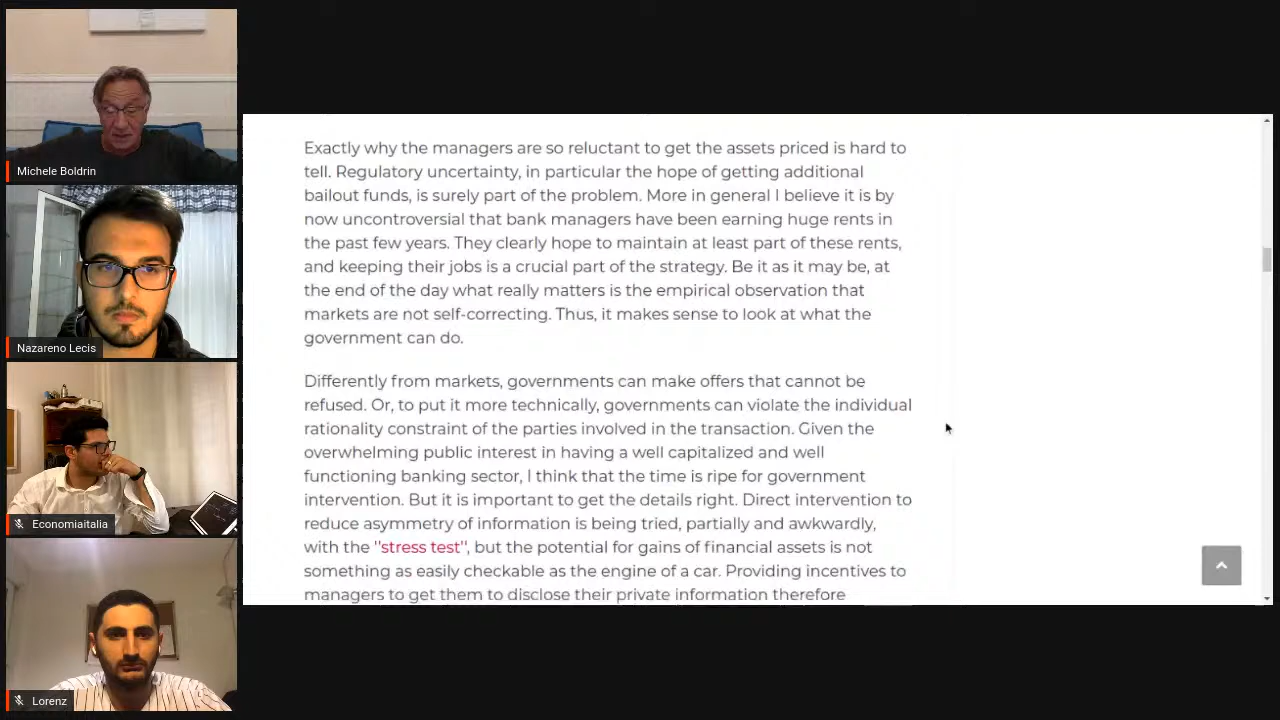 Michele Boldrin
Nazareno Lecis
Economiaitalia
Lorenz
Exactly why the managers are so reluctant to get the assets priced is hard to
tell. Regulatory uncertainty, in particular the hope of getting additional
bailout funds, is surely part of the problem. More in general I believe it is by
now uncontroversial that bank managers have been earning huge rents in
the past few years. They clearly hope to maintain at least part of these rents,
and keeping their jobs is a crucial part of the strategy. Be it as it may be, at
the end of the day what really matters is the empirical observation that
markets are not self-correcting. Thus, it makes sense to look at what the
government can do.
Differently from markets, governments can make offers that cannot be
refused. Or, to put it more technically, governments can violate the individual
rationality constraint of the parties involved in the transaction. Given the
overwhelming public interest in having a well capitalized and well
functioning banking sector, I think that the time is ripe for government
intervention. But it is important to get the details right. Direct intervention to
reduce asymmetry of information is being tried, partially and awkwardly,
with the "stress test", but the potential for gains of financial assets is not
something as easily checkable as the engine of a car. Providing incentives to
managers to get them to disclose their private information therefore